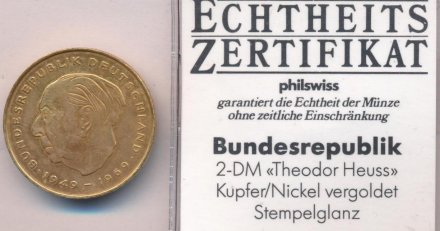 BUNDESREPUBLIK DEUTSCHLAND
· 1949 – 1969 ·
ECHTHEITS
ZERTIFIKAT
philswiss
garantiert die Echtheit der Münze
ohne zeitliche Einschränkung
Bundesrepublik
2-DM «Theodor Heuss»
Kupfer/Nickel vergoldet
Stempelglanz